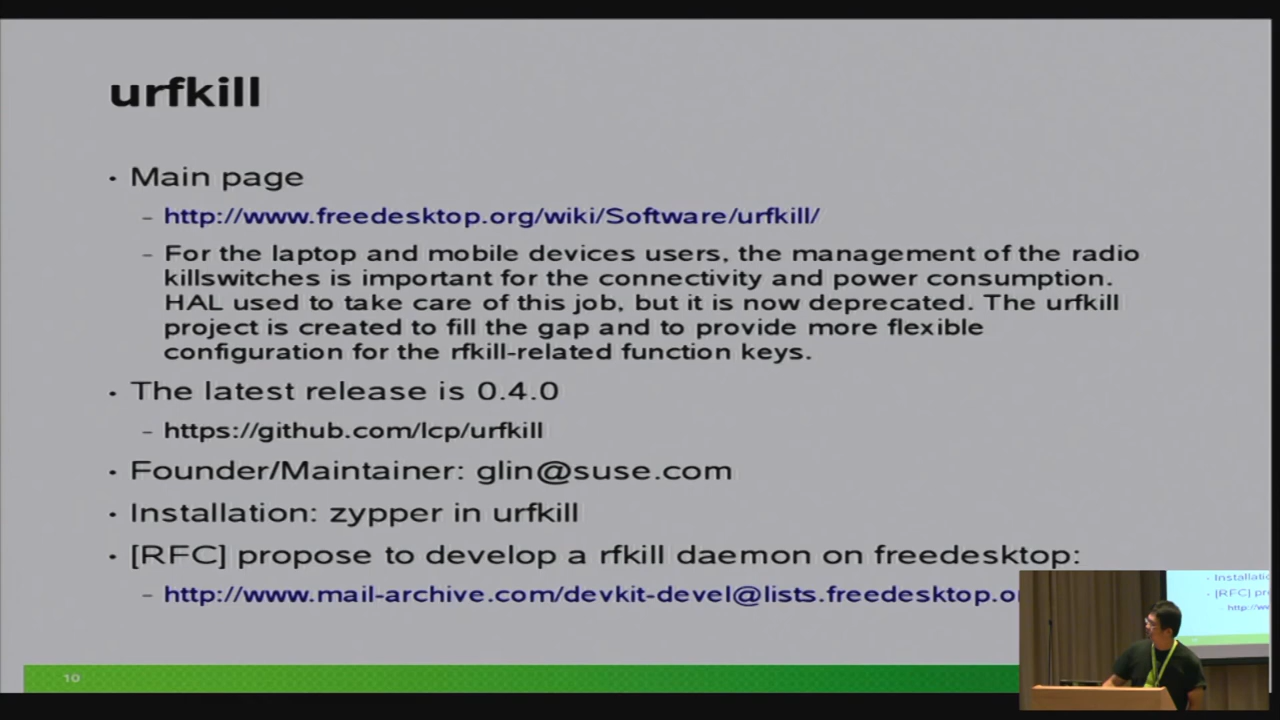 urfkill
• Main page
– http://www.freedesktop.org/wiki/Software/urfkill/
– For the laptop and mobile devices users, the management of the radio
killswitches is important for the connectivity and power consumption.
HAL used to take care of this job, but it is now deprecated. The urfkill
project is created to fill the gap and to provide more flexible
configuration for the rfkill-related function keys.
• The latest release is 0.4.0
– https://github.com/lcp/urfkill
• Founder/Maintainer: glin@suse.com
• Installation: zypper in urfkill
• [RFC] propose to develop a rfkill daemon on freedesktop:
– http://www.mail-archive.com/devkit-devel@lists.freedesktop.o
10
• Installatio
• [RFC] pr
– http://w